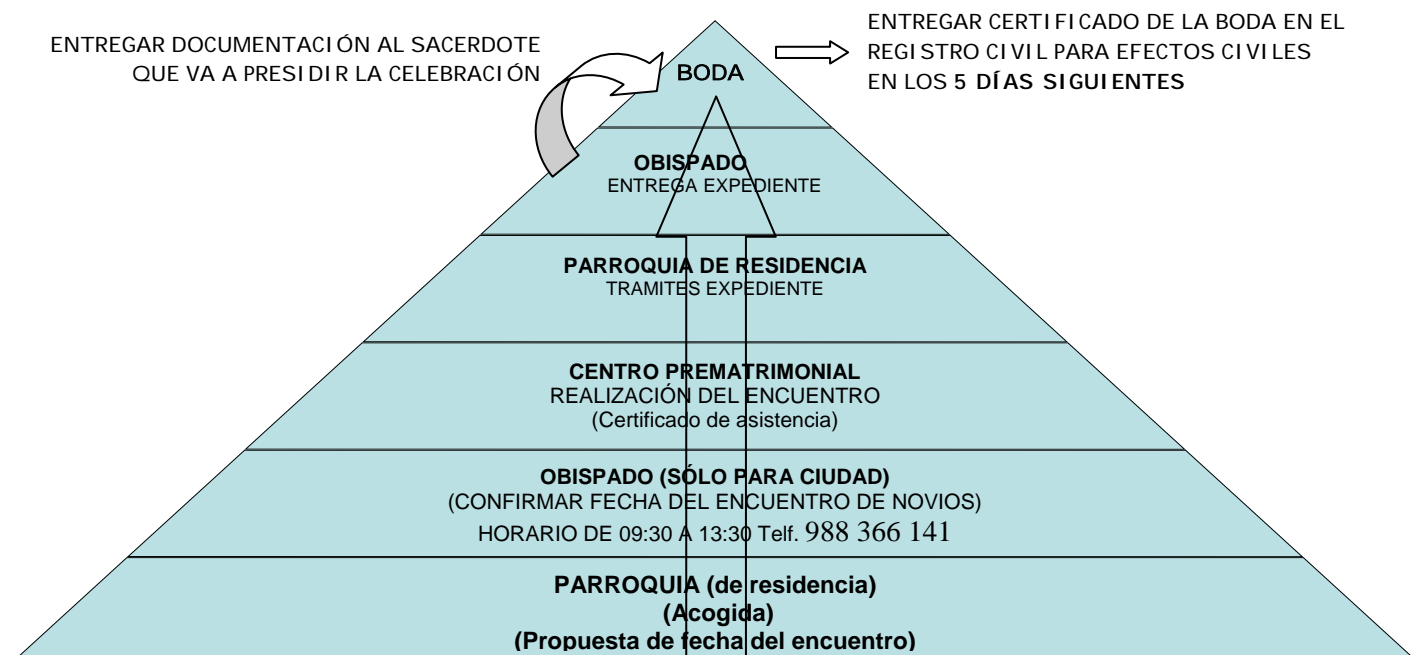 ENTREGAR DOCUMENTACIÓN AL SACERDOTE
QUE VA A PRESIDIR LA CELEBRACIÓN
ENTREGAR CERTIFICADO DE LA BODA EN EL
REGISTRO CIVIL PARA EFECTOS CIVILES
EN LOS 5 DÍAS SIGUIENTES
BODA
OBISPADO
ENTREGA EXPEDIENTE
PARROQUIA DE RESIDENCIA
TRAMITES EXPEDIENTE
CENTRO PREMATRIMONIAL
REALIZACIÓN DEL ENCUENTRO
(Certificado de asistencia)
OBISPADO (SÓLO PARA CIUDAD)
(CONFIRMAR FECHA DEL ENCUENTRO DE NOVIOS)
HORARIO DE 09:30 A 13:30 Telf. 988 366 141
PARROQUIA (de residencia)
(Acogida)
(Propuesta de fecha del encuentro)